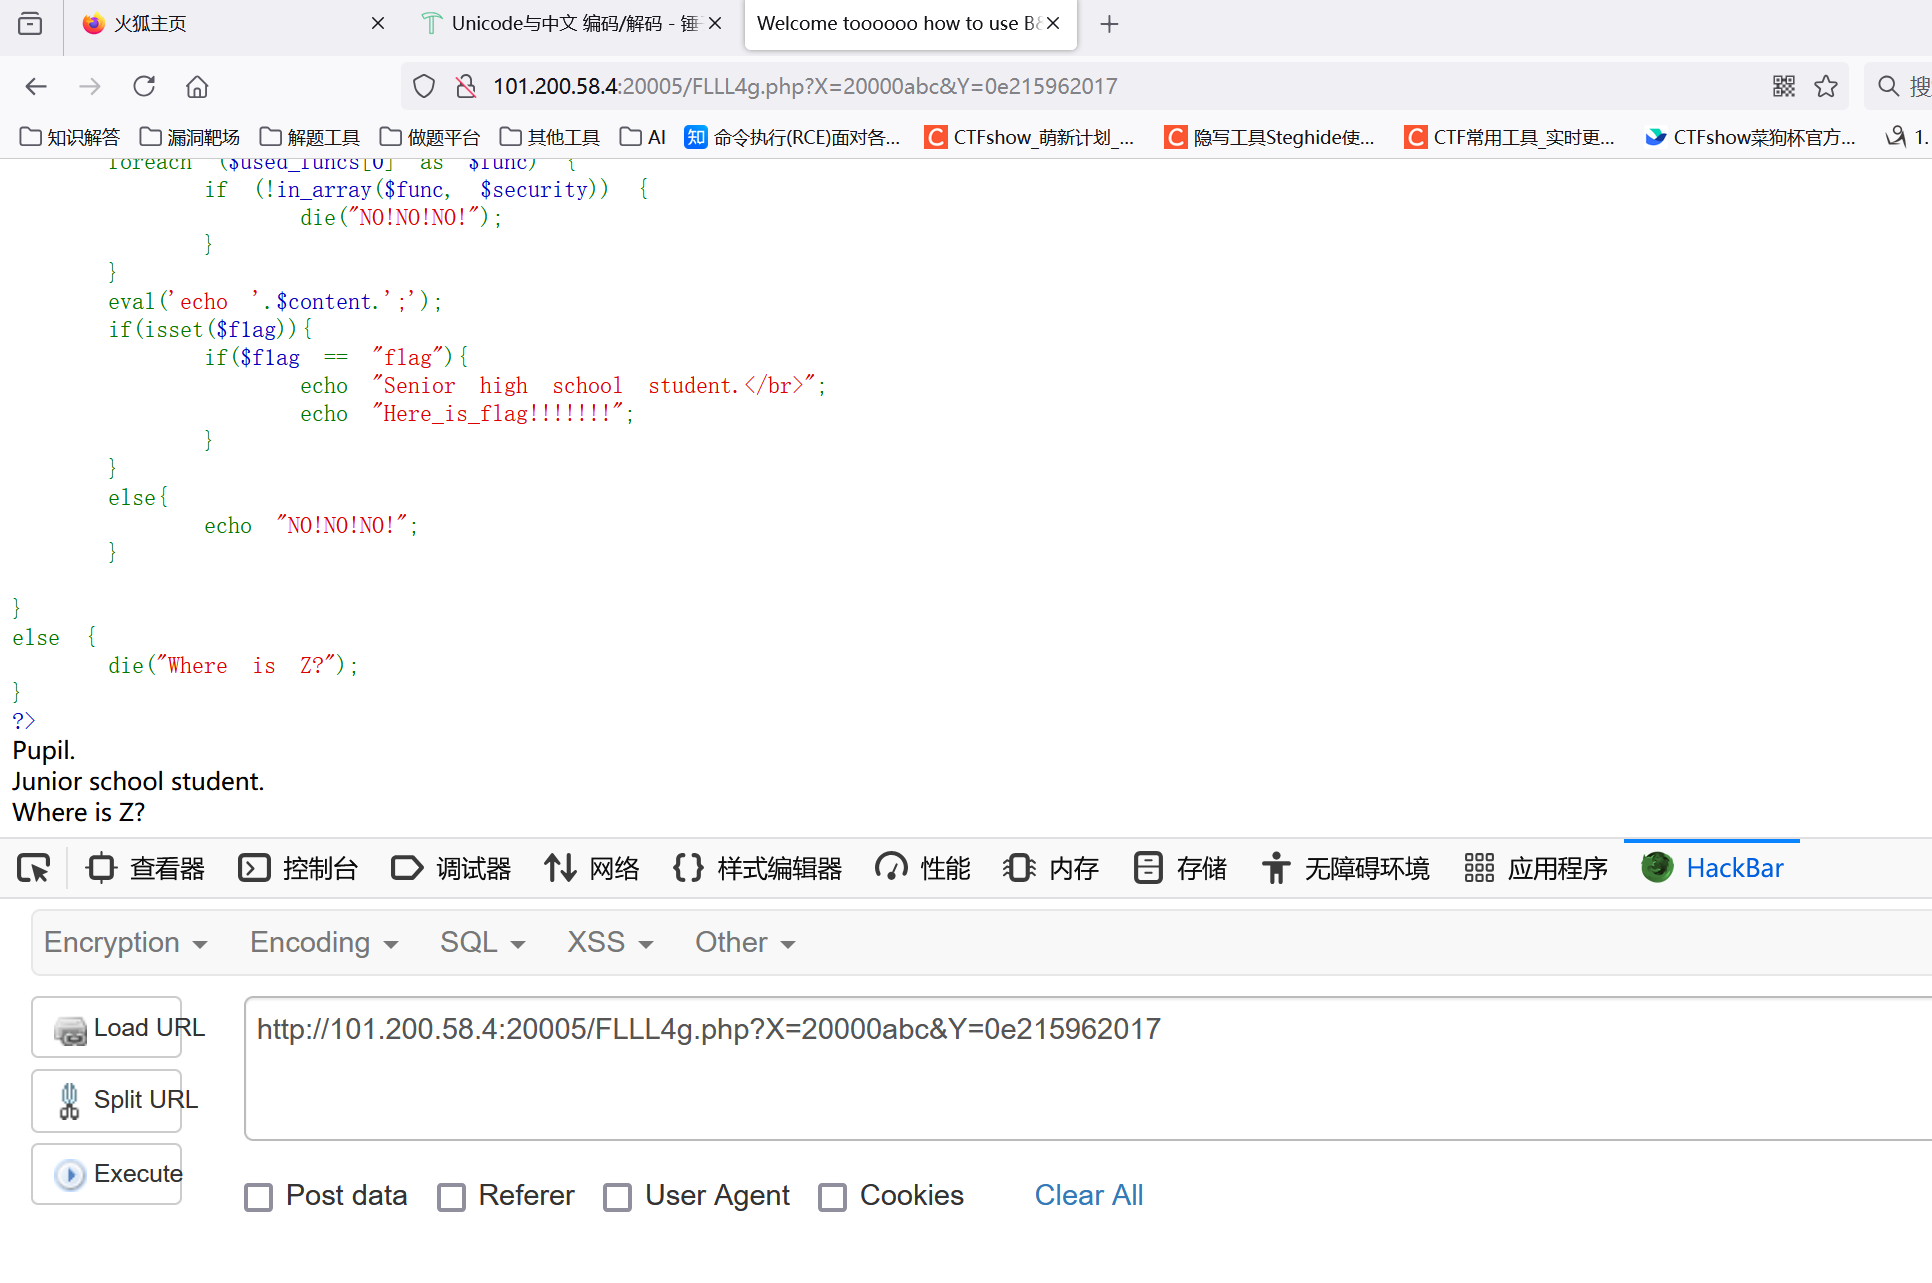 火狐主页
Unicode与中文 编码/解码 - 锤
Welcome toooooo how to use B
101.200.58.4:20005/FLLL4g.php?X=20000abc&Y=0e215962017
搜
知识解答 漏洞靶场 解题工具 做题平台 其他工具 AI 命令执行(RCE)面对各... CTFshow_萌新计划_... 隐写工具Steghide使... CTF常用工具_实时更... CTFshow菜狗杯官方... 1.
foreach ($used_funcs[0] as $func) {
if (!in_array($func, $security)) {
die("NO!NO!NO!");
}
}
eval('echo '.$content.';');
if(isset($flag)){
if($flag == "flag"){
echo "Senior high school student.</br>";
echo "Here_is_flag!!!!!!!";
}
}
else{
echo "NO!NO!NO!";
}
}
else {
die("Where is Z?");
}
?>
Pupil.
Junior school student.
Where is Z?
查看器 控制台 调试器 网络 样式编辑器 性能 内存 存储 无障碍环境 应用程序 HackBar
Encryption Encoding SQL XSS Other
Load URL
http://101.200.58.4:20005/FLLL4g.php?X=20000abc&Y=0e215962017
Split URL
Execute
Post data Referer User Agent Cookies Clear All